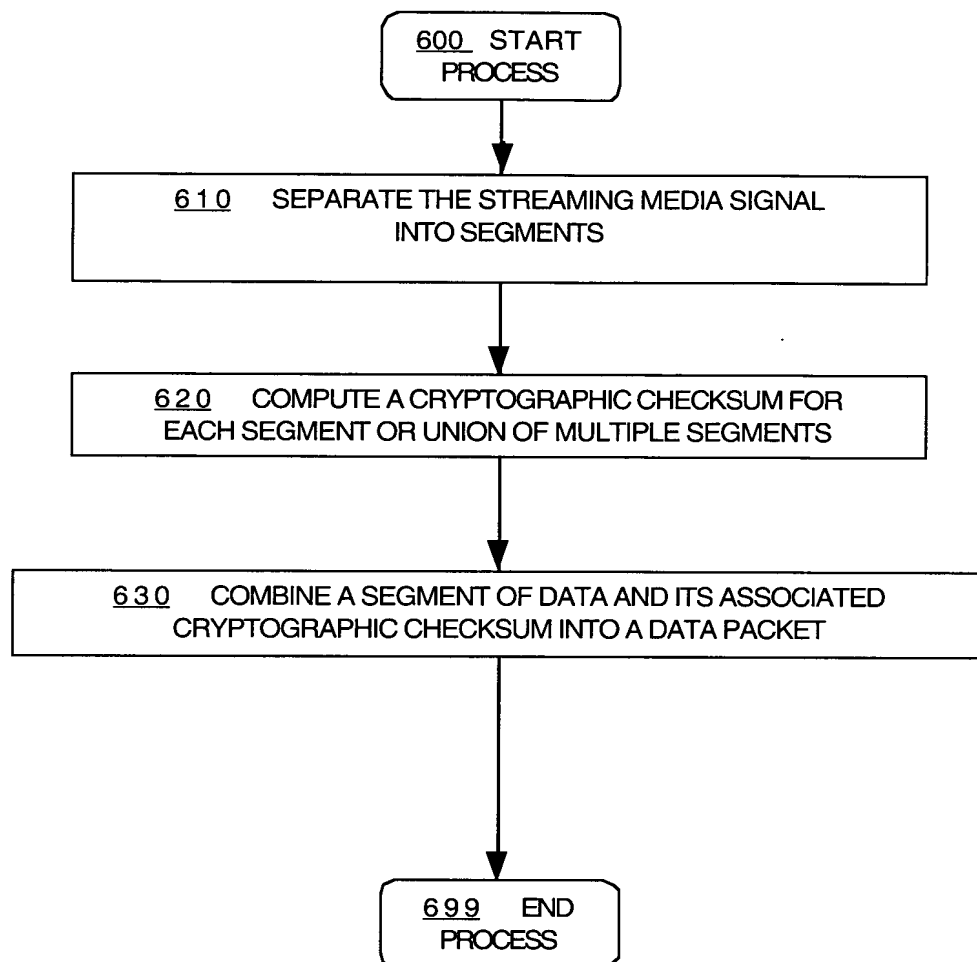 600 START
PROCESS
610 SEPARATE THE STREAMING MEDIA SIGNAL
INTO SEGMENTS
620 COMPUTE A CRYPTOGRAPHIC CHECKSUM FOR
EACH SEGMENT OR UNION OF MULTIPLE SEGMENTS
630 COMBINE A SEGMENT OF DATA AND ITS ASSOCIATED
CRYPTOGRAPHIC CHECKSUM INTO A DATA PACKET
699 END
PROCESS